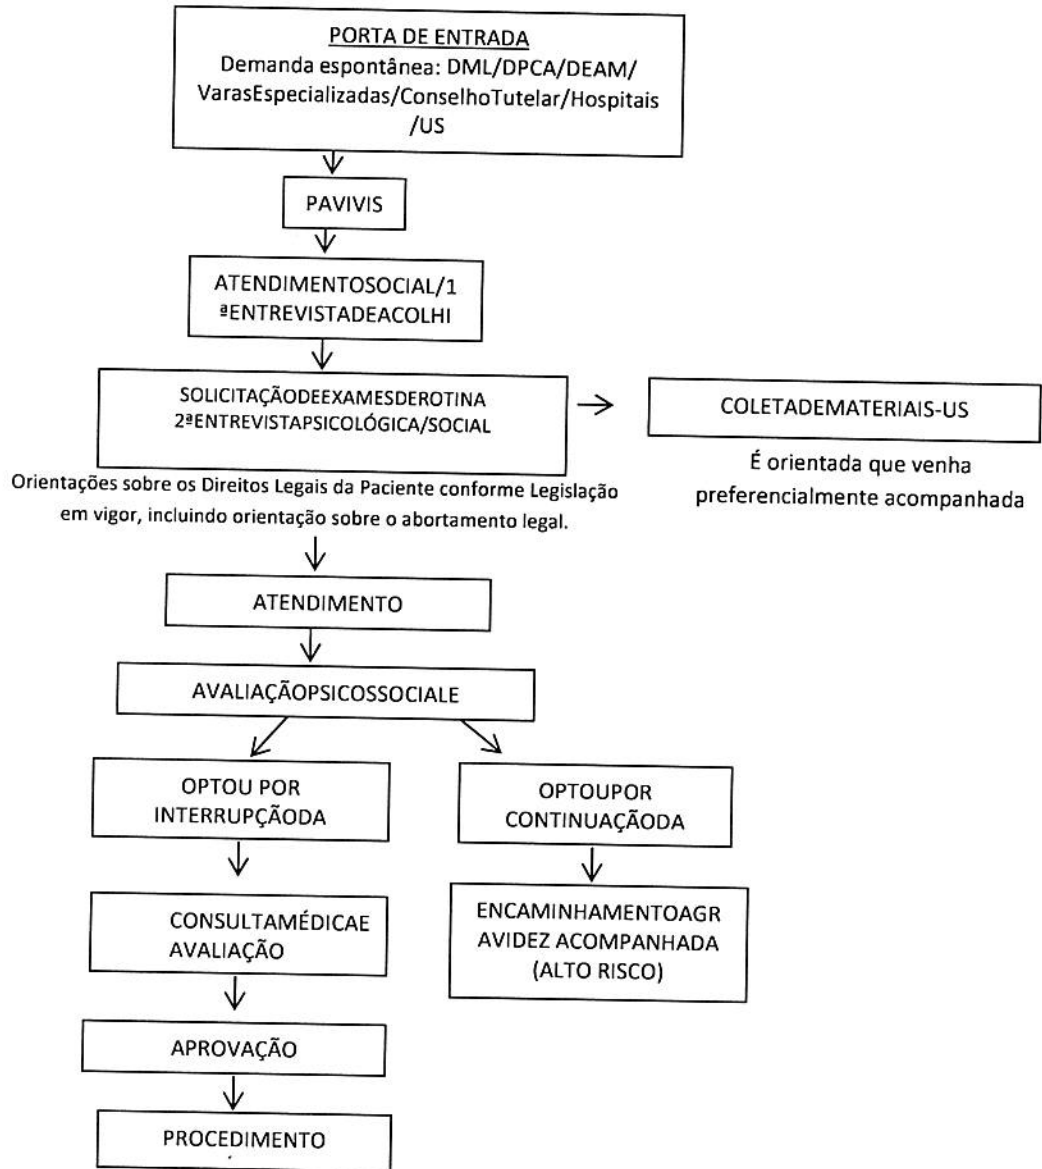 PORTA DE ENTRADA
Demanda espontânea: DML/DPCA/DEAM/
VarasEspecializadas/ConselhoTutelar/Hospitais
/US
PAVIVIS
ATENDIMENTOSOCIAL/1
ªENTREVISTADEACOLHI
SOLICITAÇÃODEEXAMESDEROTINA
2ªENTREVISTAPSICOLÓGICA/SOCIAL
COLETADEMATERIAIS-US
É orientada que venha
preferencialmente acompanhada
Orientações sobre os Direitos Legais da Paciente conforme Legislação
em vigor, incluindo orientação sobre o abortamento legal.
ATENDIMENTO
AVALIAÇÃOPSICOSSOCIALE
OPTOU POR
INTERRUPÇÃODA
OPTOUPOR
CONTINUAÇÃODA
CONSULTAMÉDICAE
AVALIAÇÃO
ENCAMINHAMENTOAGR
AVIDEZ ACOMPANHADA
(ALTO RISCO)
APROVAÇÃO
PROCEDIMENTO